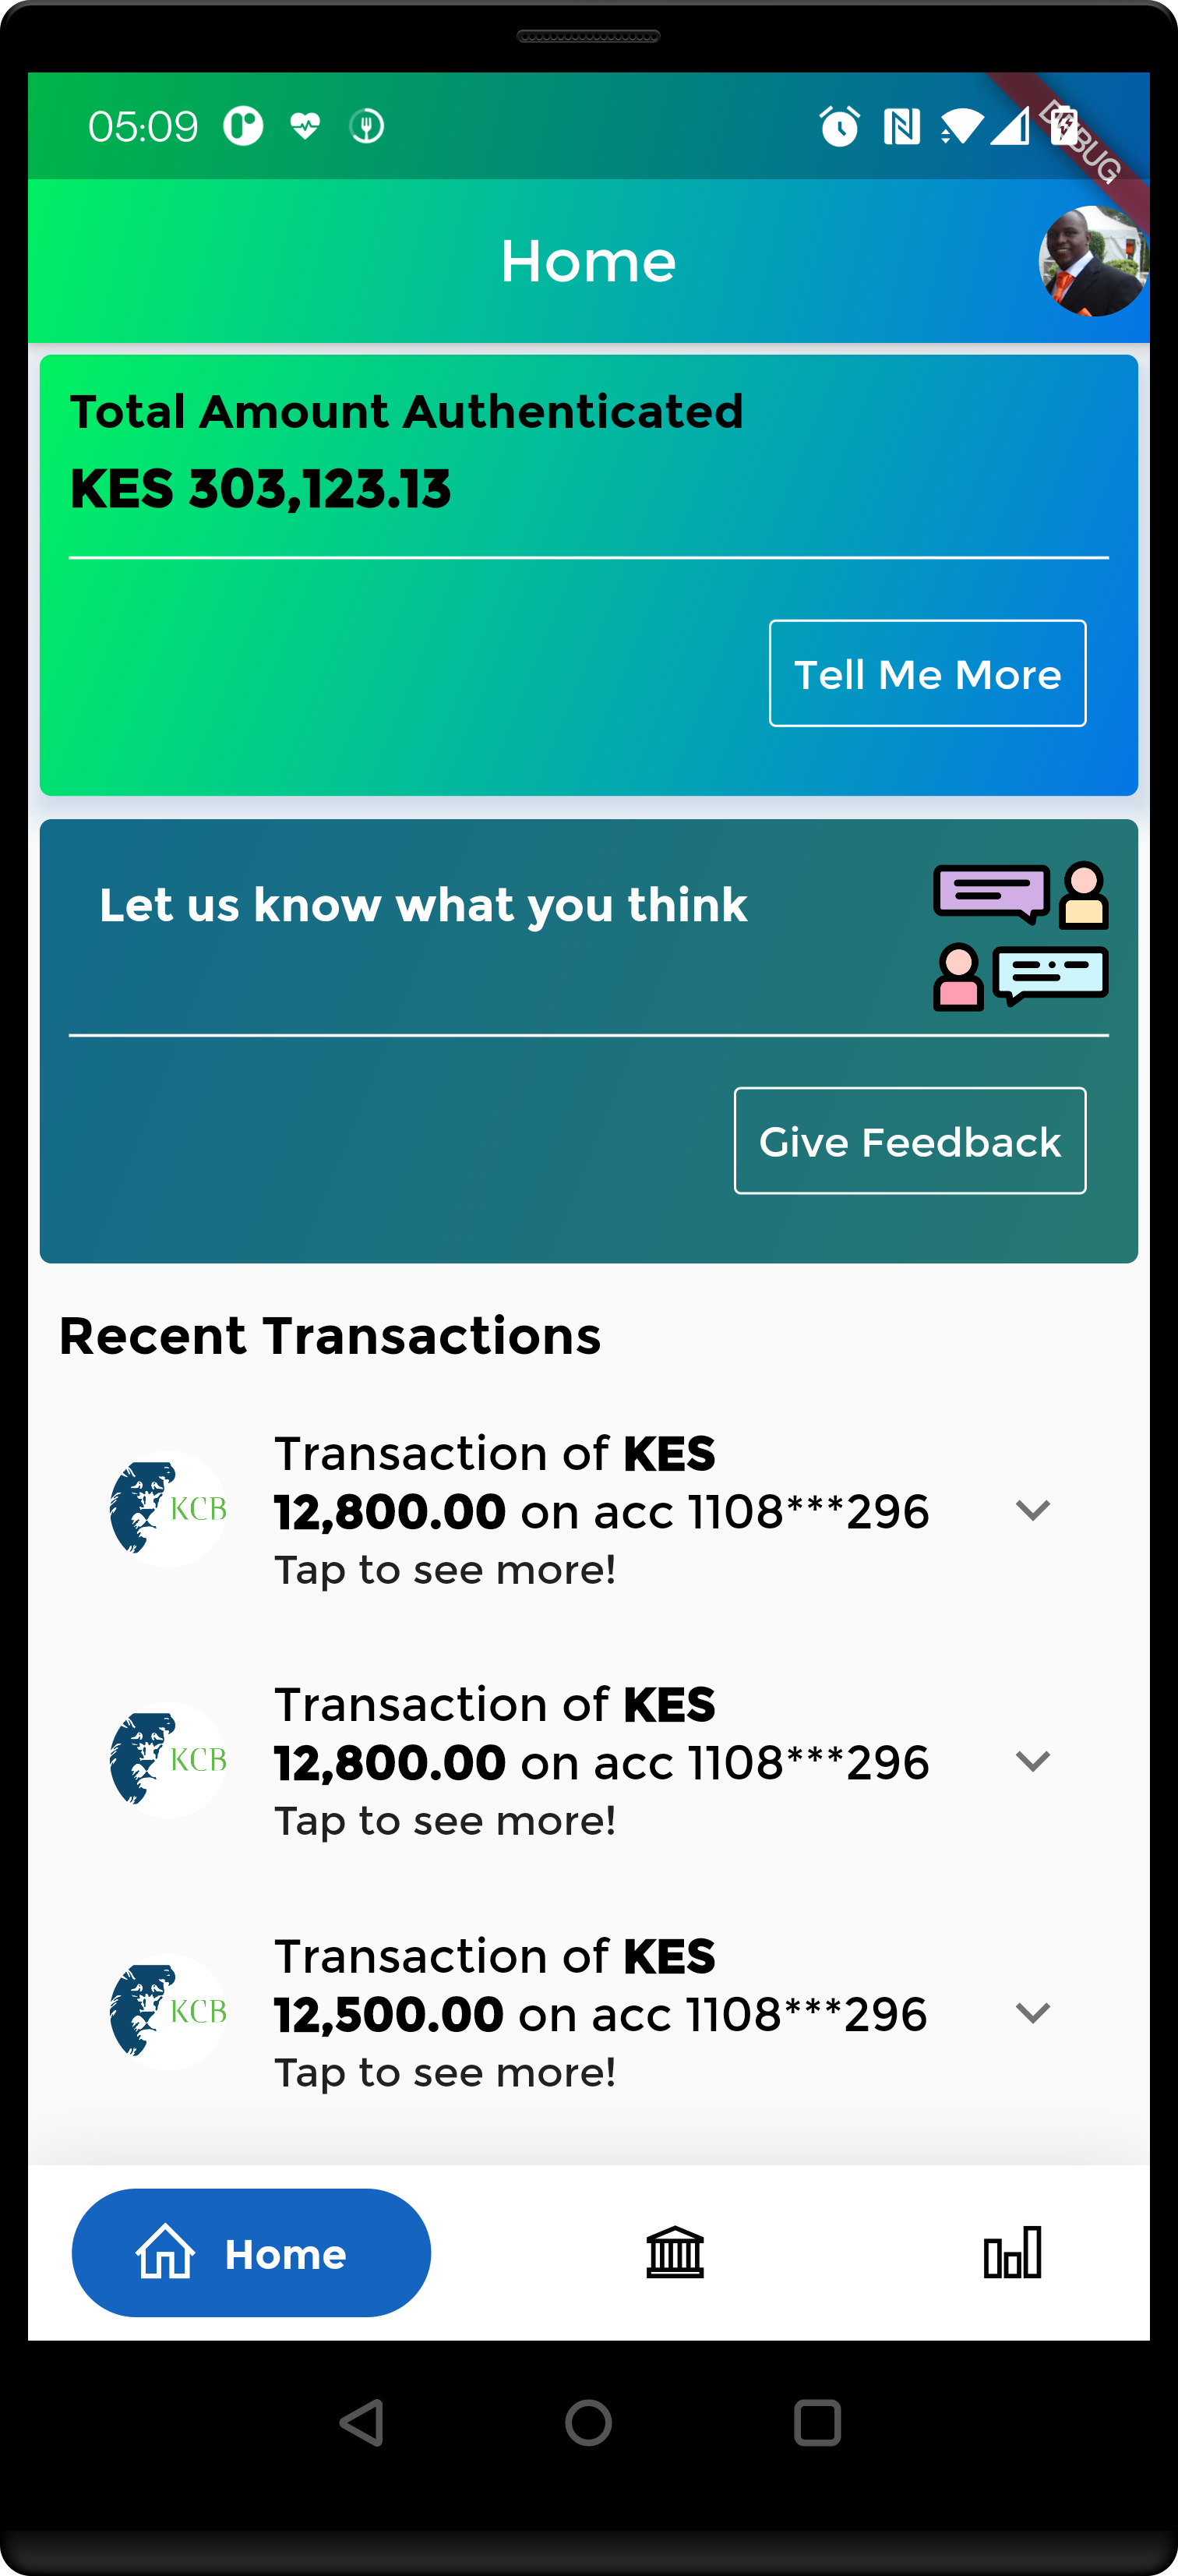 05:09
DEBUG
Home
Total Amount Authenticated
KES 303,123.13
Tell Me More
Let us know what you think
Give Feedback
Recent Transactions
Transaction of KES
12,800.00 on acc 1108***296
Tap to see more!
KCB
Transaction of KES
12,800.00 on acc 1108***296
Tap to see more!
KCB
Transaction of KES
12,500.00 on acc 1108***296
Tap to see more!
KCB
Home